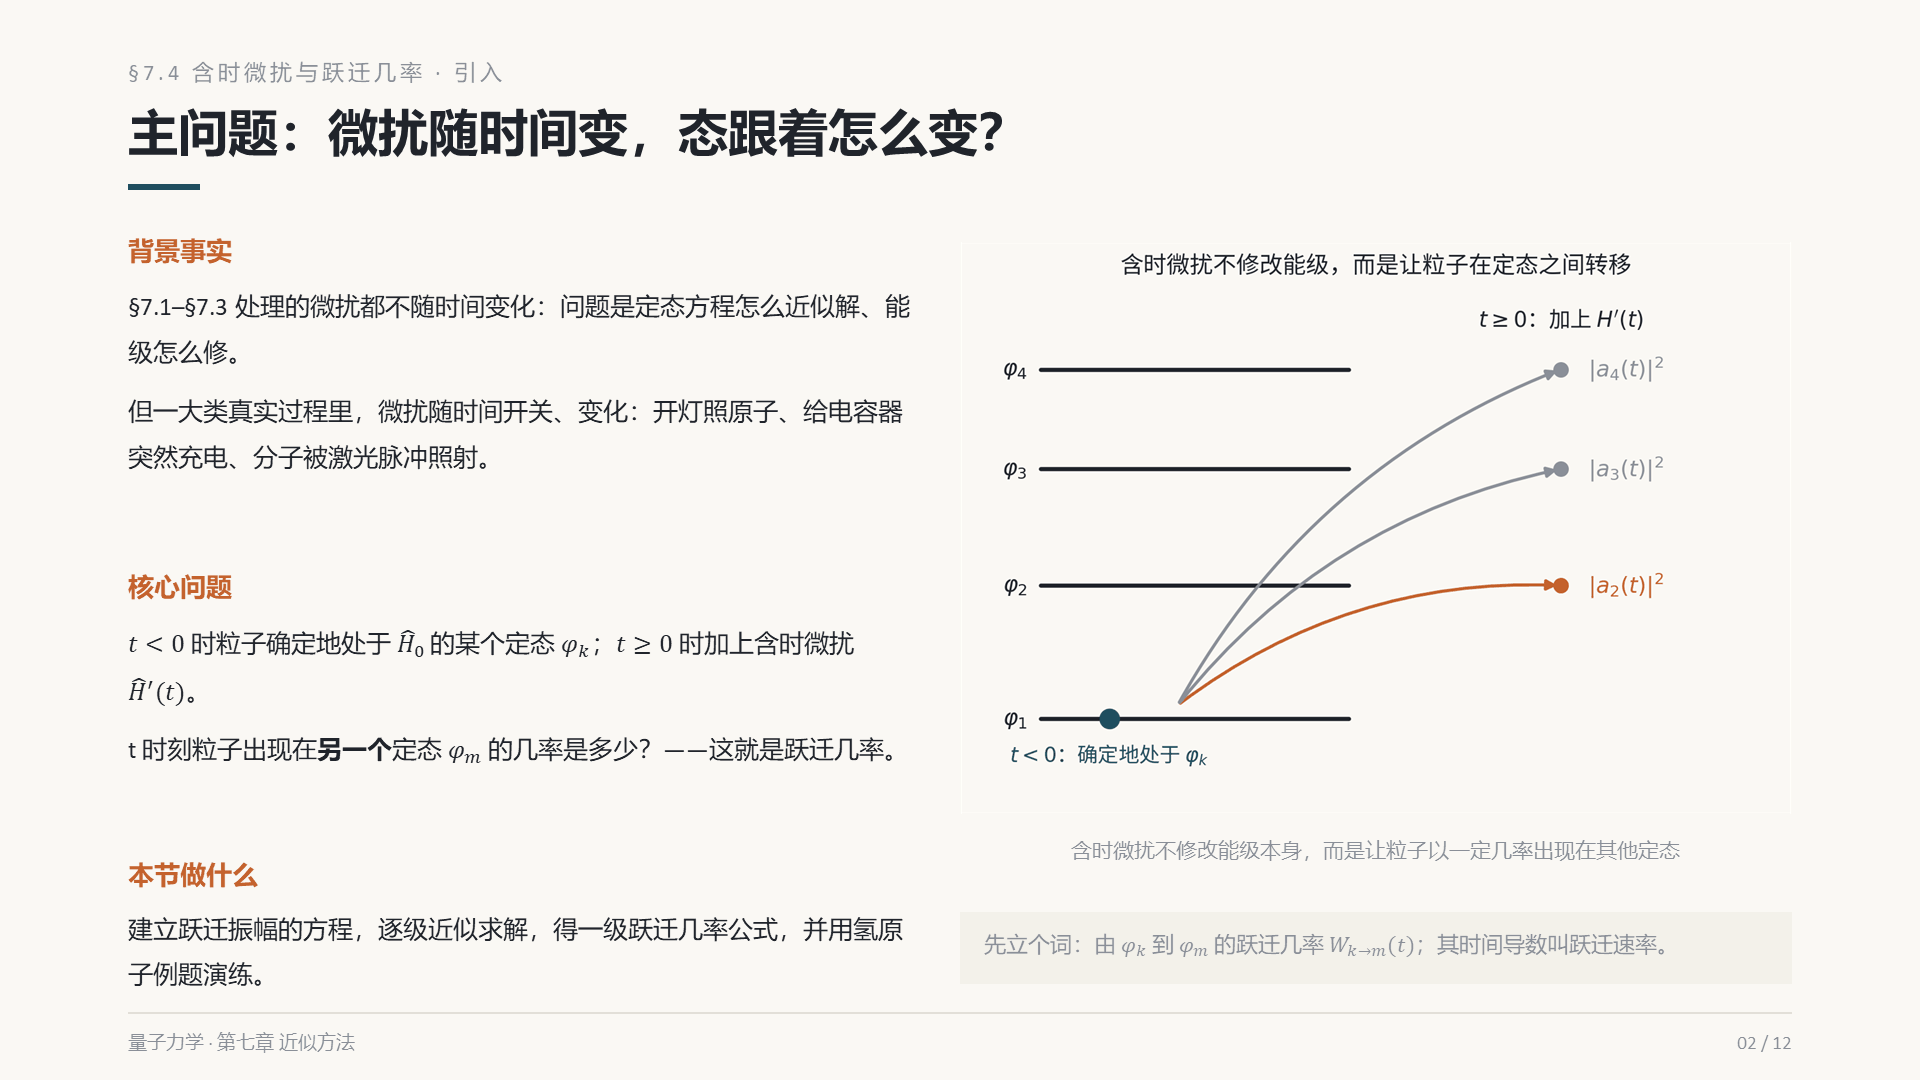 §7.4 含时微扰与跃迁几率 · 引入
主问题：微扰随时间变，态跟着怎么变？
背景事实
§7.1–§7.3 处理的微扰都不随时间变化：问题是定态方程怎么近似解、能
级怎么修。
但一大类真实过程里，微扰随时间开关、变化：开灯照原子、给电容器
突然充电、分子被激光脉冲照射。
核心问题
t < 0 时粒子确定地处于 Ĥ₀ 的某个定态 φₖ；t ≥ 0 时加上含时微扰
Ĥ′(t)。
t 时刻粒子出现在另一个定态 φₘ 的几率是多少？——这就是跃迁几率。
本节做什么
建立跃迁振幅的方程，逐级近似求解，得一级跃迁几率公式，并用氢原
子例题演练。
含时微扰不修改能级，而是让粒子在定态之间转移
t ≥ 0：加上 H′(t)
φ₄ |a₄(t)|²
φ₃ |a₃(t)|²
φ₂ |a₂(t)|²
φ₁
t < 0：确定地处于 φₖ
含时微扰不修改能级本身，而是让粒子以一定几率出现在其他定态
先立个词：由 φₖ 到 φₘ 的跃迁几率 Wₖ→ₘ(t)；其时间导数叫跃迁速率。
量子力学 · 第七章 近似方法
02 / 12